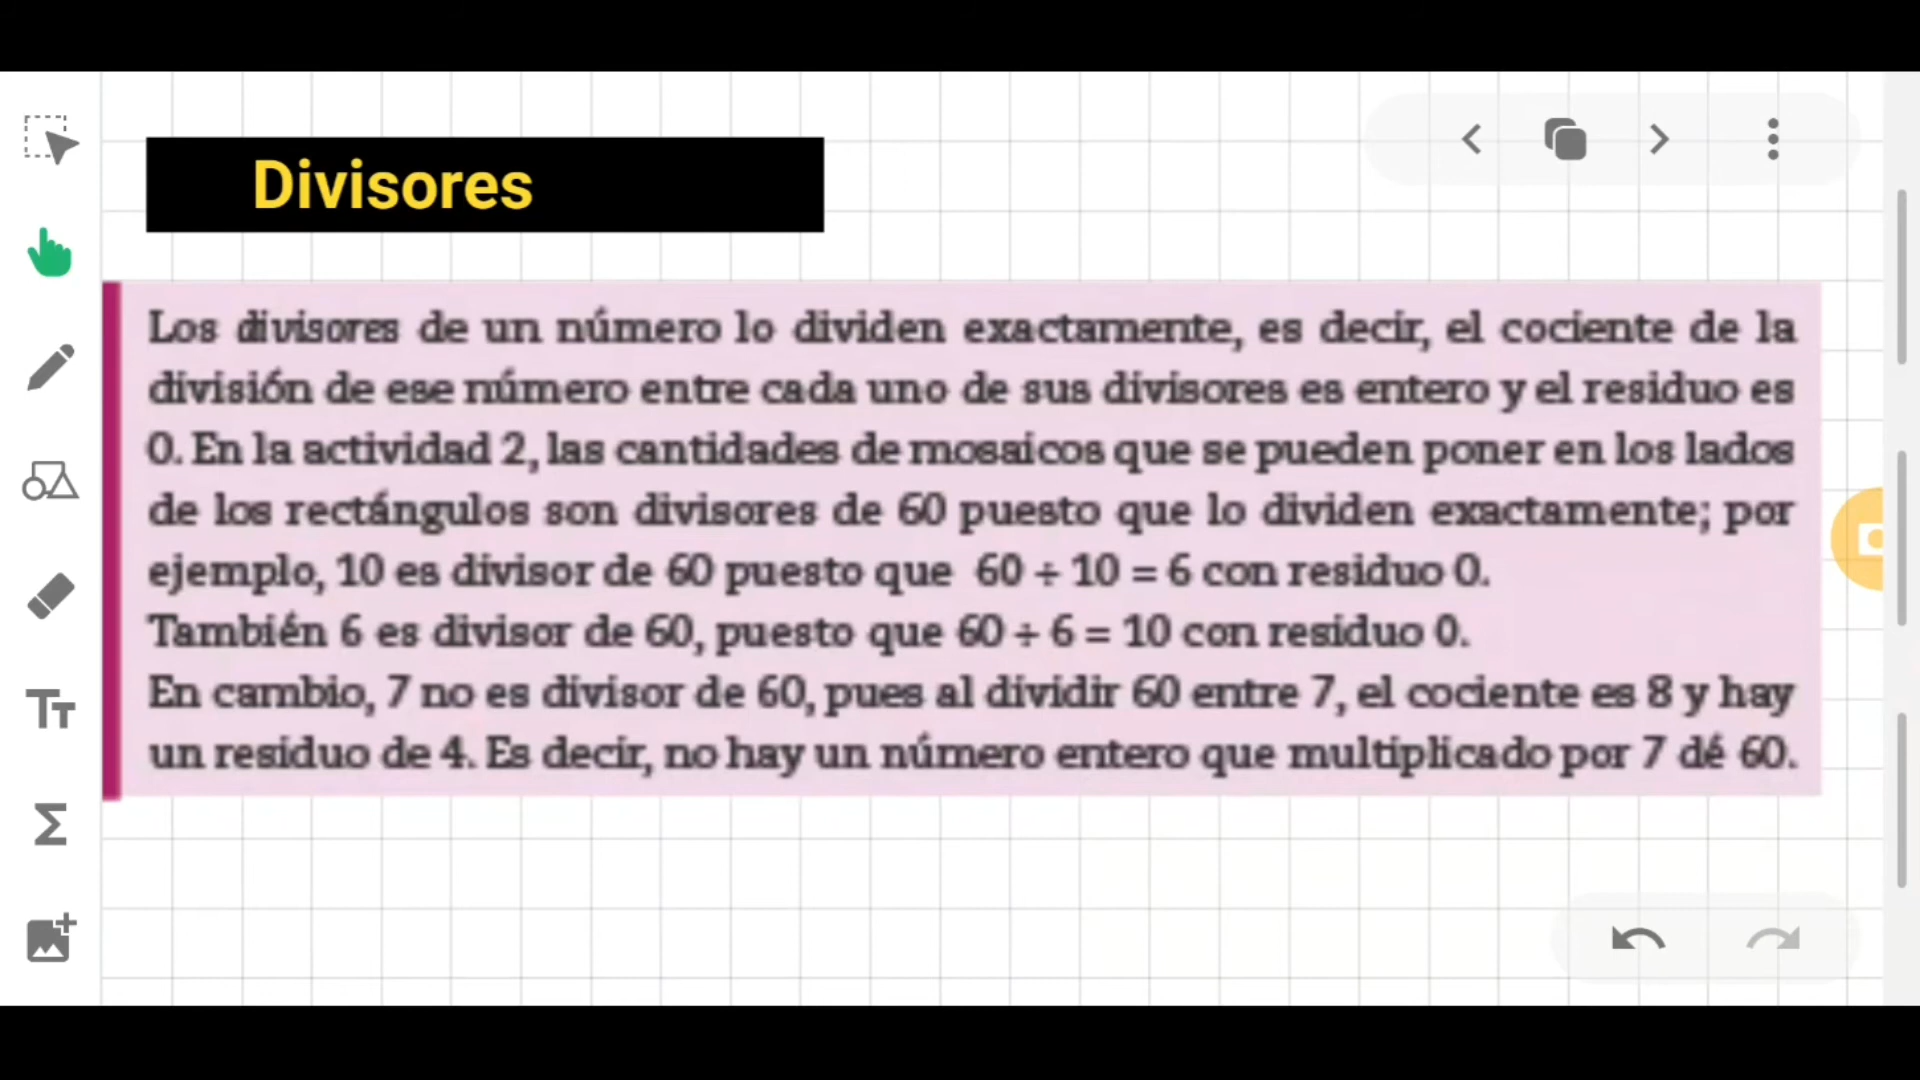 Divisores
Los divisores de un número lo dividen exactamente, es decir, el cociente de la
división de ese número entre cada uno de sus divisores es entero y el residuo es
0. En la actividad 2, las cantidades de mosaicos que se pueden poner en los lados
de los rectángulos son divisores de 60 puesto que lo dividen exactamente; por
ejemplo, 10 es divisor de 60 puesto que 60 ÷ 10 = 6 con residuo 0.
También 6 es divisor de 60, puesto que 60 ÷ 6 = 10 con residuo 0.
En cambio, 7 no es divisor de 60, pues al dividir 60 entre 7, el cociente es 8 y hay
un residuo de 4. Es decir, no hay un número entero que multiplicado por 7 dé 60.
Tт
Σ